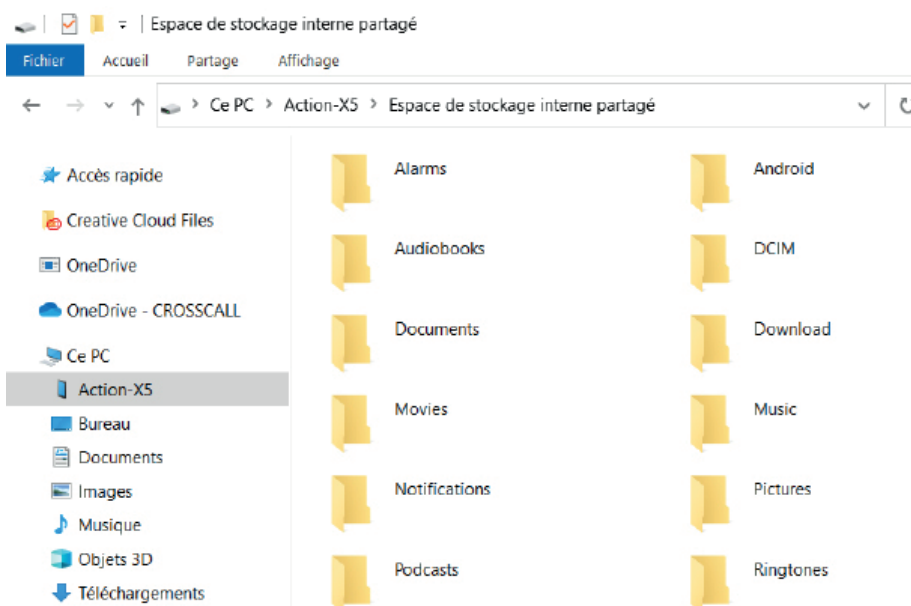 Espace de stockage interne partagé
Fichier Accueil Partage Affichage
Ce PC > Action-X5 > Espace de stockage interne partagé
Accès rapide
Creative Cloud Files
OneDrive
OneDrive - CROSSCALL
Ce PC
Action-X5
Bureau
Documents
Images
Musique
Objets 3D
Téléchargements
Alarms Android
Audiobooks DCIM
Documents Download
Movies Music
Notifications Pictures
Podcasts Ringtones